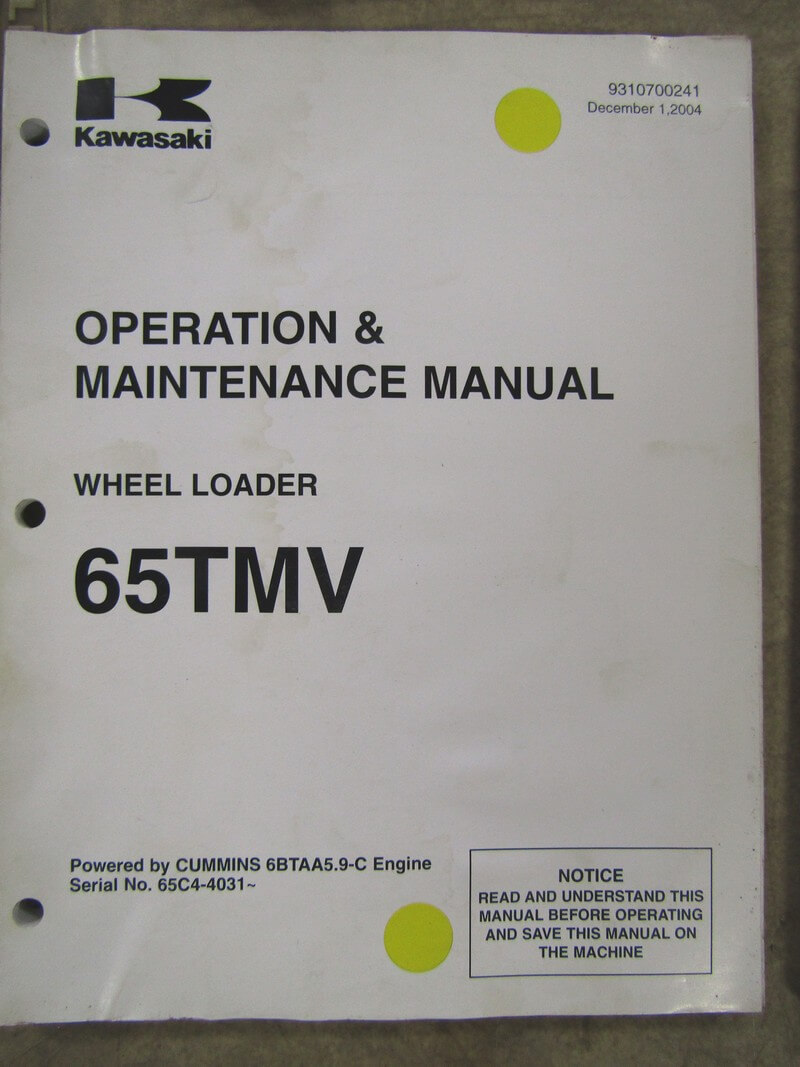 Kawasaki
9310700241
December 1,2004
OPERATION &
MAINTENANCE MANUAL
WHEEL LOADER
65TMV
Powered by CUMMINS 6BTAA5.9-C Engine
Serial No. 65C4-4031~
NOTICE
READ AND UNDERSTAND THIS
MANUAL BEFORE OPERATING
AND SAVE THIS MANUAL ON
THE MACHINE